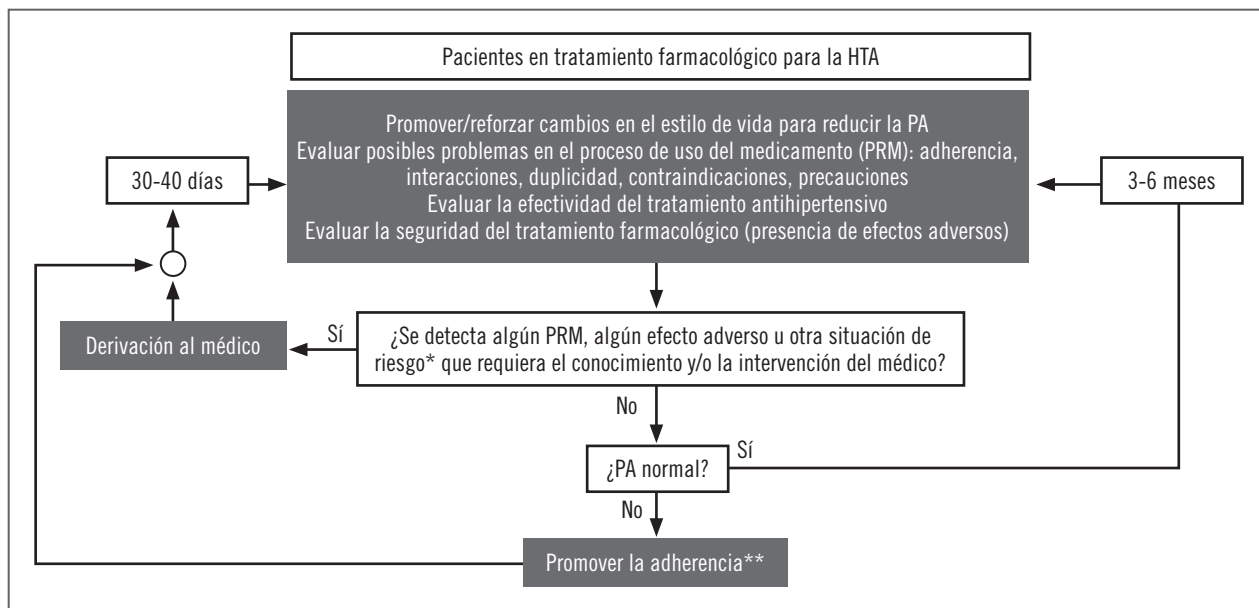 Pacientes en tratamiento farmacológico para la HTA
Promover/reforzar cambios en el estilo de vida para reducir la PA
Evaluar posibles problemas en el proceso de uso del medicamento (PRM): adherencia,
interacciones, duplicidad, contraindicaciones, precauciones
Evaluar la efectividad del tratamiento antihipertensivo
Evaluar la seguridad del tratamiento farmacológico (presencia de efectos adversos)
30-40 días
3-6 meses
Derivación al médico
Sí
¿Se detecta algún PRM, algún efecto adverso u otra situación de
riesgo* que requiera el conocimiento y/o la intervención del médico?
No
¿PA normal?
Sí
No
Promover la adherencia**